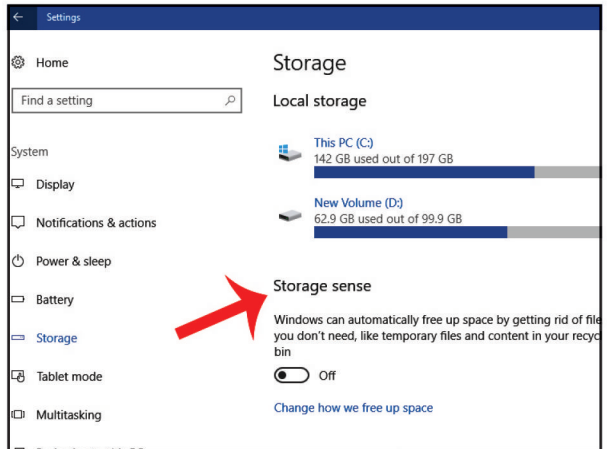 Settings
Home
Find a setting
System
Display
Notifications & actions
Power & sleep
Battery
Storage
Tablet mode
Multitasking
Storage
Local storage
This PC (C:)
142 GB used out of 197 GB
New Volume (D:)
62.9 GB used out of 99.9 GB
Storage sense
Windows can automatically free up space by getting rid of file
you don't need, like temporary files and content in your recycl
bin
Off
Change how we free up space